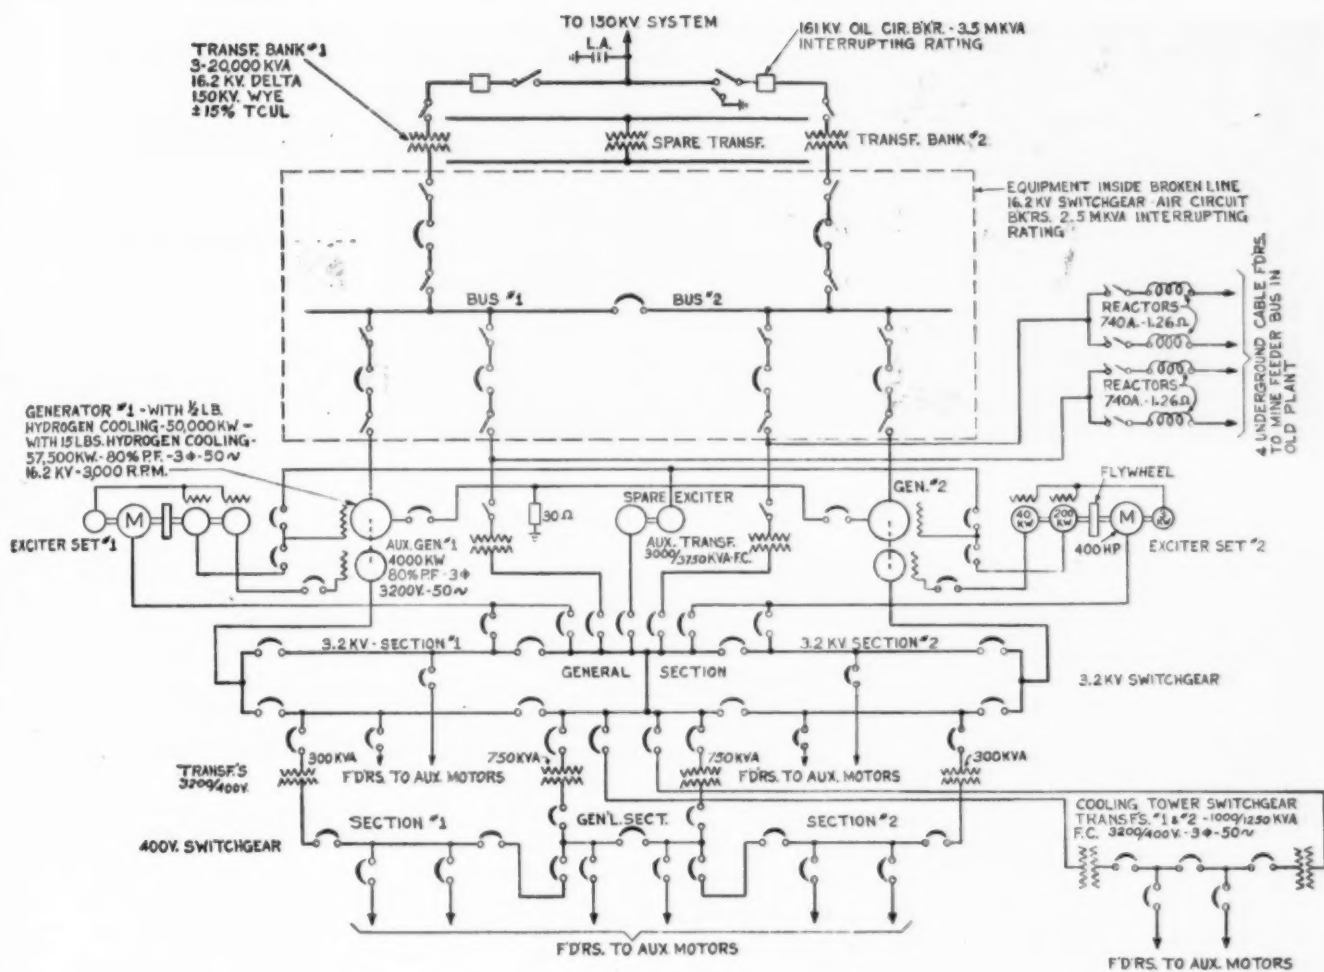 TO 150KV SYSTEM
L.A.
161 KV. OIL CIR. B'K'R. - 3.5 M KVA
INTERRUPTING RATING
TRANSF. BANK #1
3-20,000 KVA
16.2 KV. DELTA
150KV. WYE
±15% TCUL
SPARE TRANSF.
TRANSF. BANK #2
EQUIPMENT INSIDE BROKEN LINE
16.2 KV SWITCHGEAR - AIR CIRCUIT
BK'RS. 2.5 M KVA INTERRUPTING
RATING
BUS #1
BUS #2
REACTORS
740A.-1.26Ω
REACTORS
740A.-1.26Ω
4 UNDERGROUND CABLE F'DRS.
TO MINE FEEDER BUS IN
OLD PLANT
GENERATOR #1 - WITH ½ LB.
HYDROGEN COOLING - 50,000 KW -
WITH 15 LBS. HYDROGEN COOLING -
57,500 KW. - 80% P.F. - 3 ϕ - 50 ~
16.2 KV - 3,000 R.P.M.
GEN. #2
FLYWHEEL
M
EXCITER SET #1
30 Ω
SPARE EXCITER
AUX. TRANSF.
3000/3750 KVA-F.C.
AUX. GEN. #1
4000 KW
80% P.F. - 3 ϕ
3200V. - 50 ~
40 KW
200 KW
M
KW
400 HP
EXCITER SET #2
3.2 KV - SECTION #1
3.2 KV SECTION #2
GENERAL SECTION
3.2 KV SWITCHGEAR
300 KVA
750 KVA
750 KVA
300 KVA
TRANSF.'S
3200/400V.
F'DRS. TO AUX. MOTORS
F'DRS. TO AUX. MOTORS
SECTION #1
GEN'L. SECT.
SECTION #2
400V. SWITCHGEAR
COOLING TOWER SWITCHGEAR
TRANSFS. #1 & #2 - 1000/1250 KVA
F.C. 3200/400V. - 3 ϕ - 50 ~
F'DRS. TO AUX MOTORS
F'DRS. TO AUX MOTORS